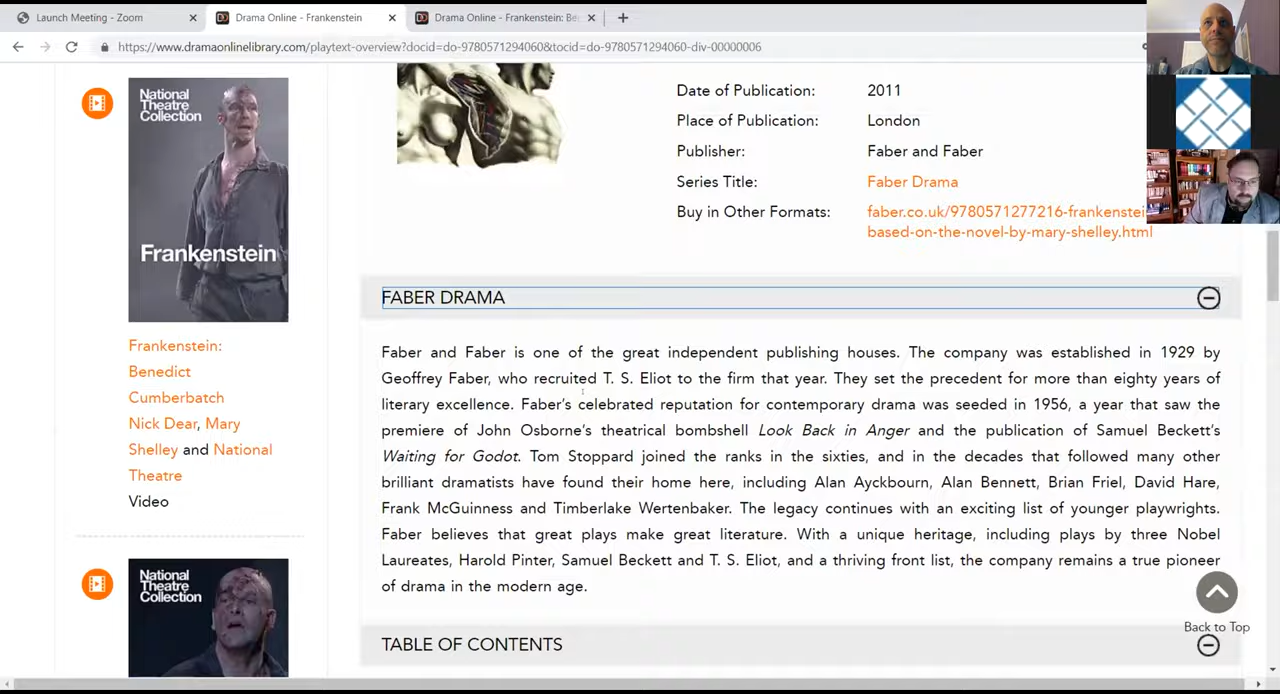 Launch Meeting - Zoom
Drama Online - Frankenstein
Drama Online - Frankenstein: Be
https://www.dramaonlinelibrary.com/playtext-overview?docid=do-9780571294060&tocid=do-9780571294060-div-00000006
National
Theatre
Collection
Frankenstein
Frankenstein:
Benedict
Cumberbatch
Nick Dear, Mary
Shelley and National
Theatre
Video
National
Theatre
Collection
Date of Publication: 2011
Place of Publication: London
Publisher: Faber and Faber
Series Title: Faber Drama
Buy in Other Formats: faber.co.uk/9780571277216-frankenstei
based-on-the-novel-by-mary-shelley.html
FABER DRAMA
Faber and Faber is one of the great independent publishing houses. The company was established in 1929 by
Geoffrey Faber, who recruited T. S. Eliot to the firm that year. They set the precedent for more than eighty years of
literary excellence. Faber's celebrated reputation for contemporary drama was seeded in 1956, a year that saw the
premiere of John Osborne's theatrical bombshell Look Back in Anger and the publication of Samuel Beckett's
Waiting for Godot. Tom Stoppard joined the ranks in the sixties, and in the decades that followed many other
brilliant dramatists have found their home here, including Alan Ayckbourn, Alan Bennett, Brian Friel, David Hare,
Frank McGuinness and Timberlake Wertenbaker. The legacy continues with an exciting list of younger playwrights.
Faber believes that great plays make great literature. With a unique heritage, including plays by three Nobel
Laureates, Harold Pinter, Samuel Beckett and T. S. Eliot, and a thriving front list, the company remains a true pioneer
of drama in the modern age.
Back to Top
TABLE OF CONTENTS